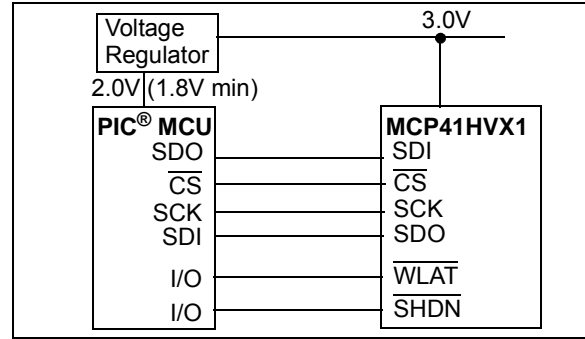 Voltage
Regulator
3.0V
2.0V (1.8V min)
PIC® MCU
SDO
CS
SCK
SDI
I/O
I/O
MCP41HVX1
SDI
CS
SCK
SDO
WLAT
SHDN